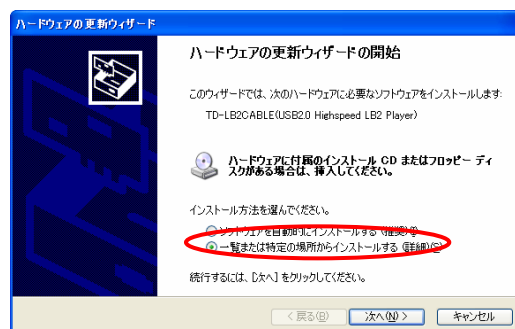 ハードウェアの更新ウィザード
ハードウェアの更新ウィザードの開始
このウィザードでは、次のハードウェアに必要なソフトウェアをインストールします:
TD-LB2CABLE(USB2.0 Highspeed LB2 Player)
ハードウェアに付属のインストール CD またはフロッピー ディ
スクがある場合は、挿入してください。
インストール方法を選んでください。
ソフトウェアを自動的にインストールする (推奨)(I)
一覧または特定の場所からインストールする (詳細)(S)
続行するには、[次へ] をクリックしてください。
< 戻る(B) 次へ(N) > キャンセル